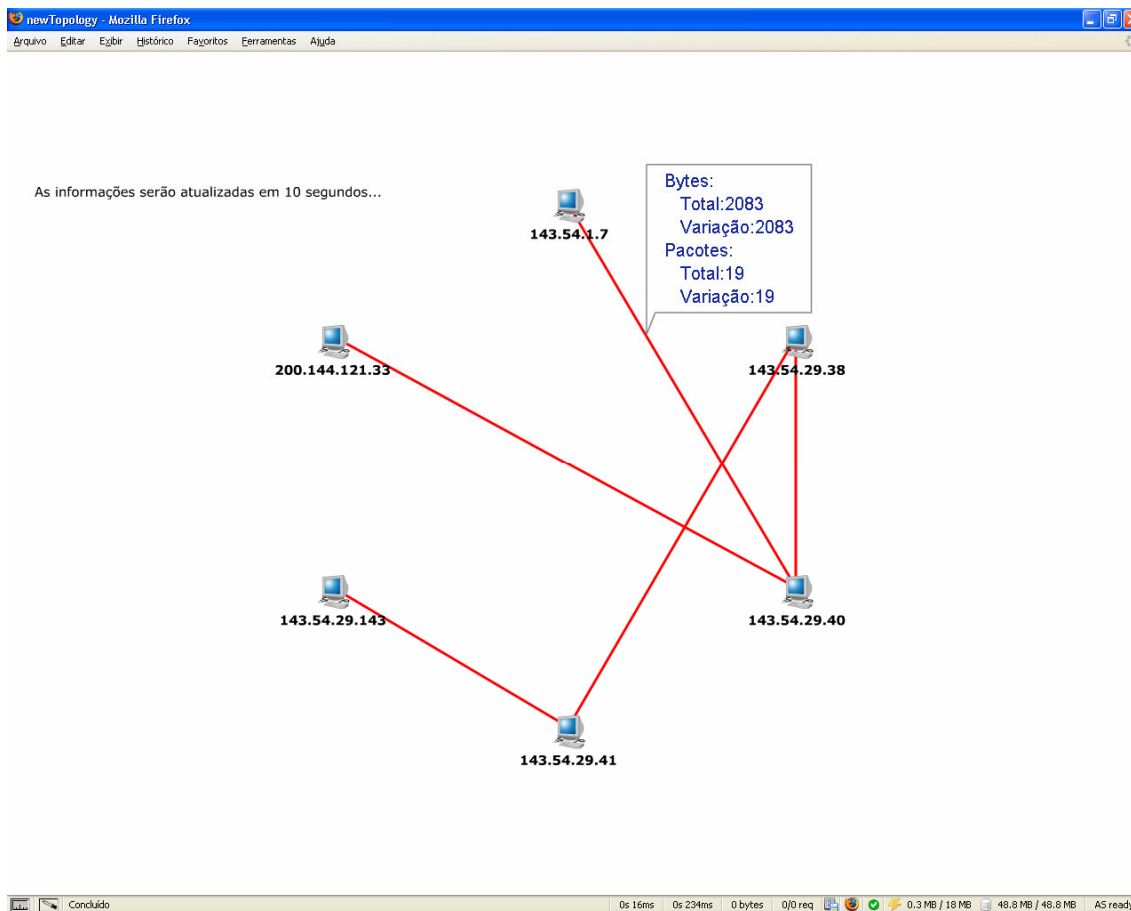 newTopology - Mozilla Firefox
Arquivo Editar Exibir Histórico Favoritos Ferramentas Ajuda
As informações serão atualizadas em 10 segundos...
Bytes:
Total:2083
Variação:2083
Pacotes:
Total:19
Variação:19
143.54.1.7
200.144.121.33
143.54.29.38
143.54.29.143
143.54.29.40
143.54.29.41
Concluído 0s 16ms 0s 234ms 0 bytes 0/0 req 0.3 MB / 18 MB 48.8 MB / 48.8 MB AS ready